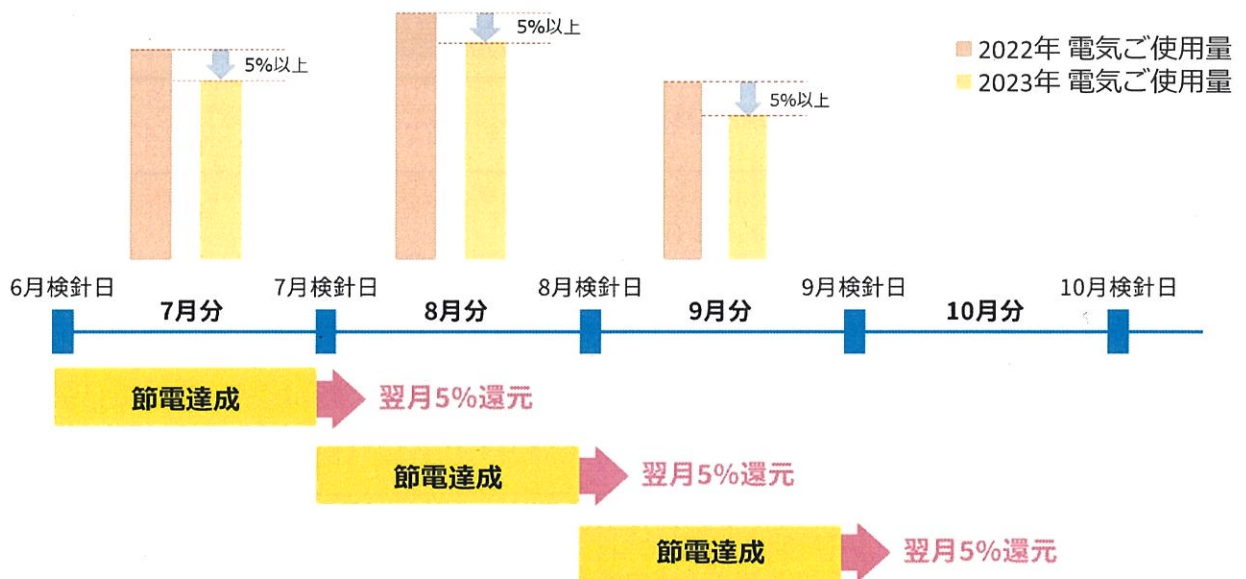 5%以上
5%以上
5%以上
2022年 電気ご使用量
2023年 電気ご使用量
6月検針日
7月分
7月検針日
8月分
8月検針日
9月分
9月検針日
10月分
10月検針日
節電達成
翌月5%還元
節電達成
翌月5%還元
節電達成
翌月5%還元